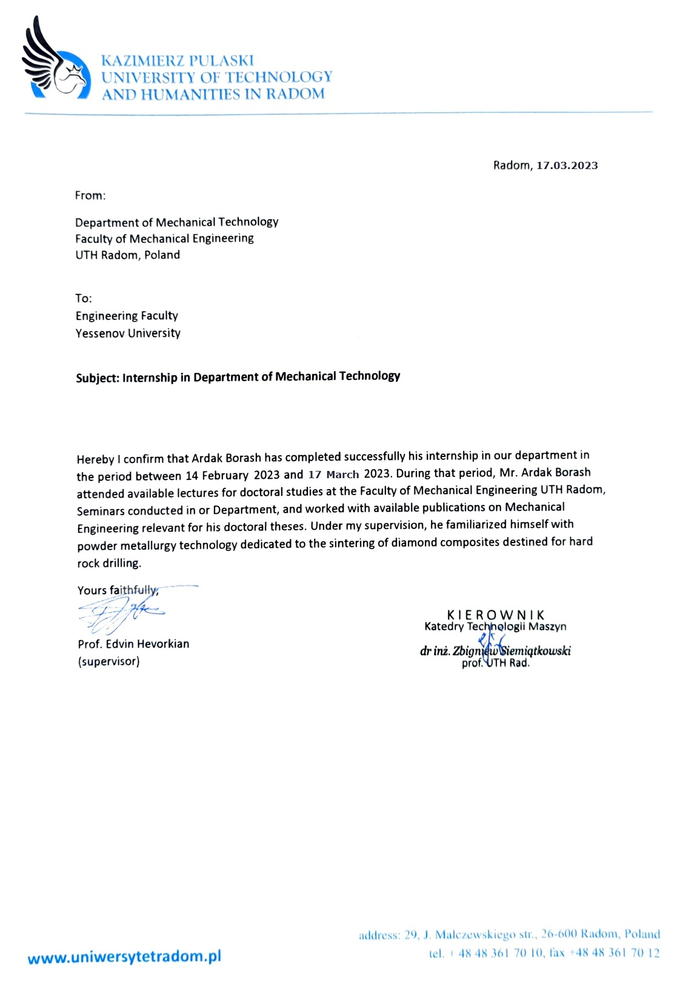 KAZIMIERZ PULASKI
UNIVERSITY OF TECHNOLOGY
AND HUMANITIES IN RADOM
Radom, 17.03.2023
From:
Department of Mechanical Technology
Faculty of Mechanical Engineering
UTH Radom, Poland
To:
Engineering Faculty
Yessenov University
Subject: Internship in Department of Mechanical Technology
Hereby I confirm that Ardak Borash has completed successfully his internship in our department in
the period between 14 February 2023 and 17 March 2023. During that period, Mr. Ardak Borash
attended available lectures for doctoral studies at the Faculty of Mechanical Engineering UTH Radom,
Seminars conducted in or Department, and worked with available publications on Mechanical
Engineering relevant for his doctoral theses. Under my supervision, he familiarized himself with
powder metallurgy technology dedicated to the sintering of diamond composites destined for hard
rock drilling.
Yours faithfully,
Prof. Edvin Hevorkian
(supervisor)
KIEROWNIK
Katedry Technologii Maszyn
dr inż. Zbigniew Siemiątkowski
prof. UTH Rad.
address: 29, J. Malczewskiego str., 26-600 Radom, Poland
tel. + 48 48 361 70 10, fax +48 48 361 70 12
www.uniwersytetradom.pl